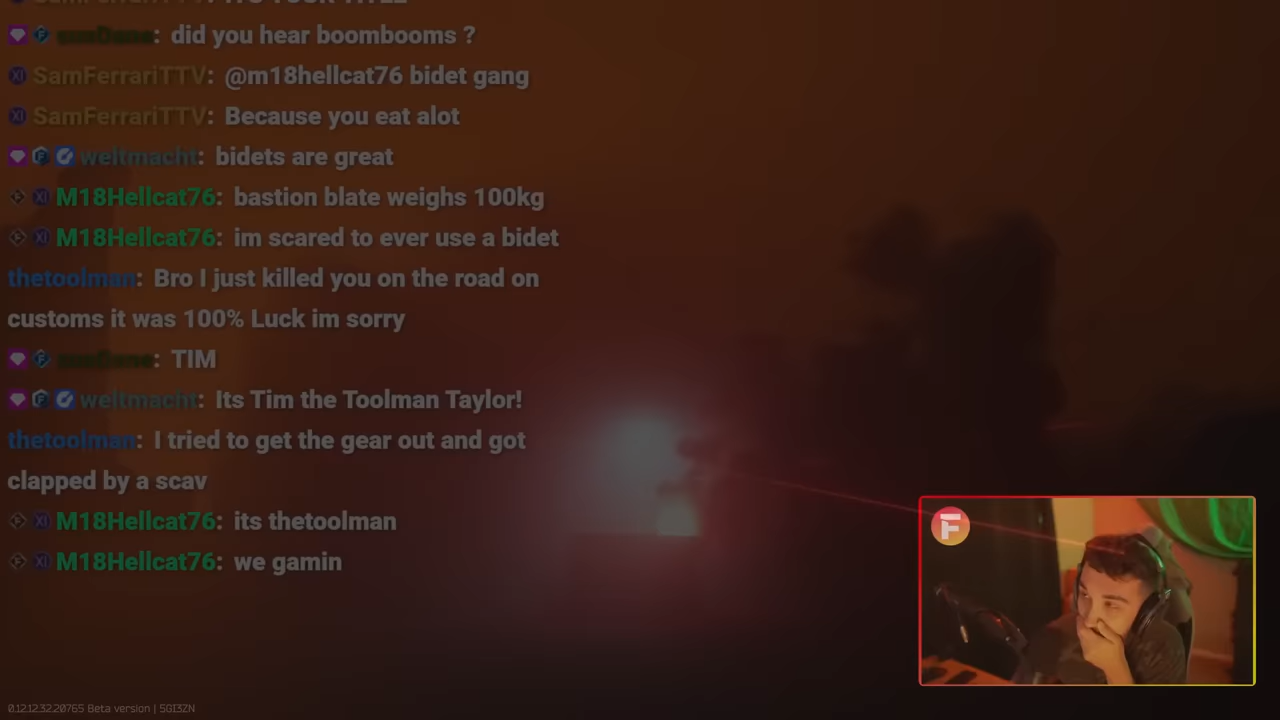 did you hear boombooms ?
SamFerrariTTV: @m18hellcat76 bidet gang
SamFerrariTTV: Because you eat alot
weltmacht: bidets are great
M18Hellcat76: bastion blate weighs 100kg
M18Hellcat76: im scared to ever use a bidet
thetoolman: Bro I just killed you on the road on
customs it was 100% Luck im sorry
: TIM
weltmacht: Its Tim the Toolman Taylor!
thetoolman: I tried to get the gear out and got
clapped by a scav
M18Hellcat76: its thetoolman
M18Hellcat76: we gamin
F
0.12.12.32.20765 Beta version | 5GI3ZN